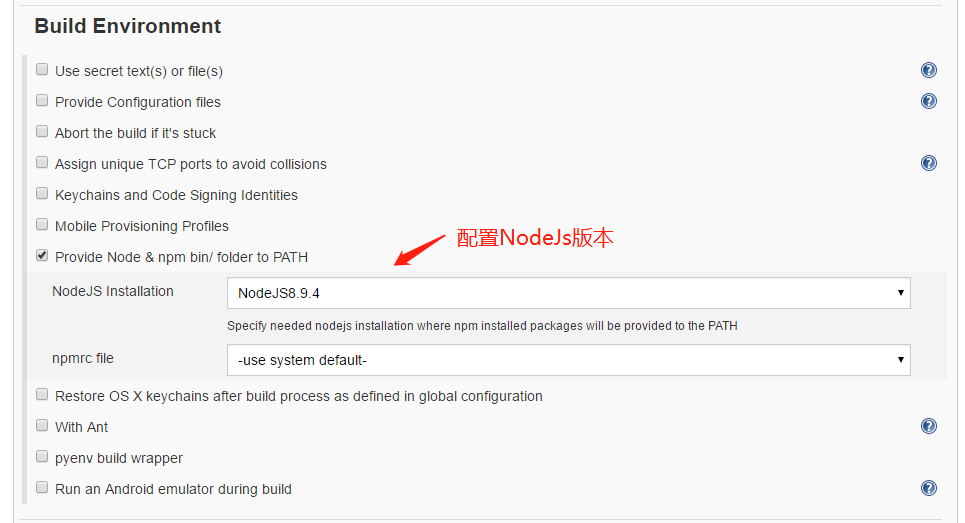 Build Environment
Use secret text(s) or file(s)
Provide Configuration files
Abort the build if it's stuck
Assign unique TCP ports to avoid collisions
Keychains and Code Signing Identities
Mobile Provisioning Profiles
配置NodeJs版本
Provide Node & npm bin/ folder to PATH
NodeJS Installation
NodeJS8.9.4
Specify needed nodejs installation where npm installed packages will be provided to the PATH
npmrc file
-use system default-
Restore OS X keychains after build process as defined in global configuration
With Ant
pyenv build wrapper
Run an Android emulator during build